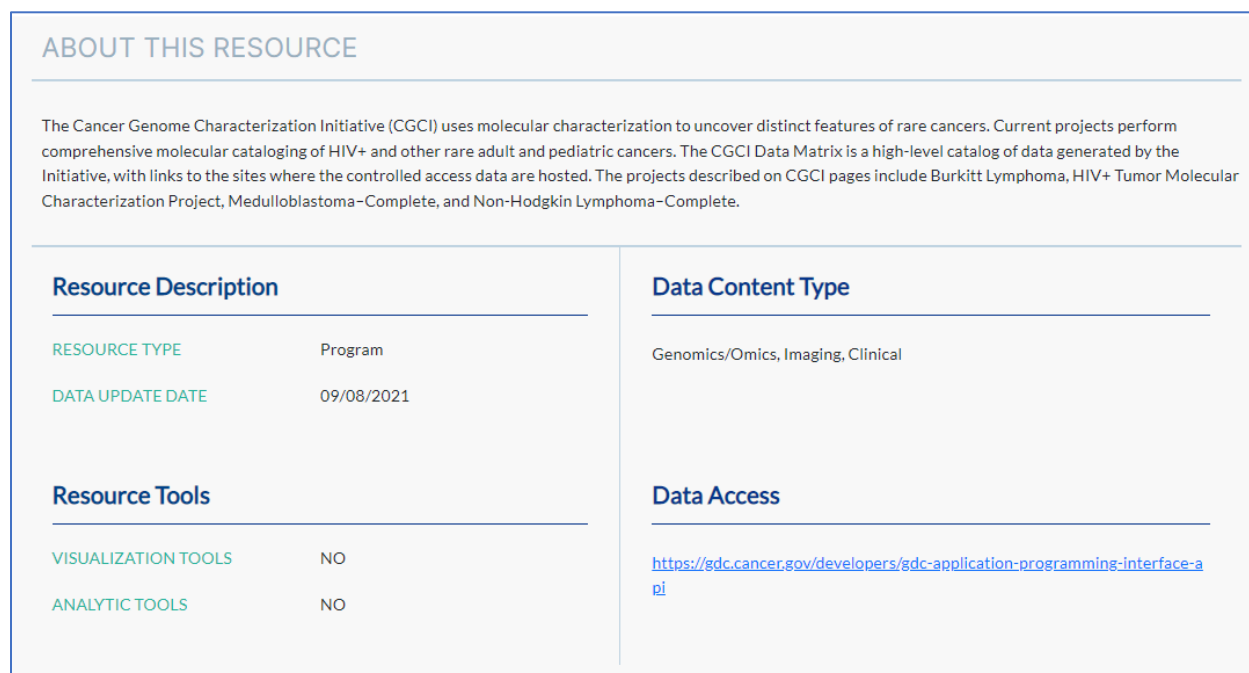 ABOUT THIS RESOURCE
The Cancer Genome Characterization Initiative (CGCI) uses molecular characterization to uncover distinct features of rare cancers. Current projects perform
comprehensive molecular cataloging of HIV+ and other rare adult and pediatric cancers. The CGCI Data Matrix is a high-level catalog of data generated by the
Initiative, with links to the sites where the controlled access data are hosted. The projects described on CGCI pages include Burkitt Lymphoma, HIV+ Tumor Molecular
Characterization Project, Medulloblastoma–Complete, and Non-Hodgkin Lymphoma–Complete.
Resource Description
RESOURCE TYPE Program
DATA UPDATE DATE 09/08/2021
Data Content Type
Genomics/Omics, Imaging, Clinical
Resource Tools
VISUALIZATION TOOLS NO
ANALYTIC TOOLS NO
Data Access
https://gdc.cancer.gov/developers/gdc-application-programming-interface-a
pi